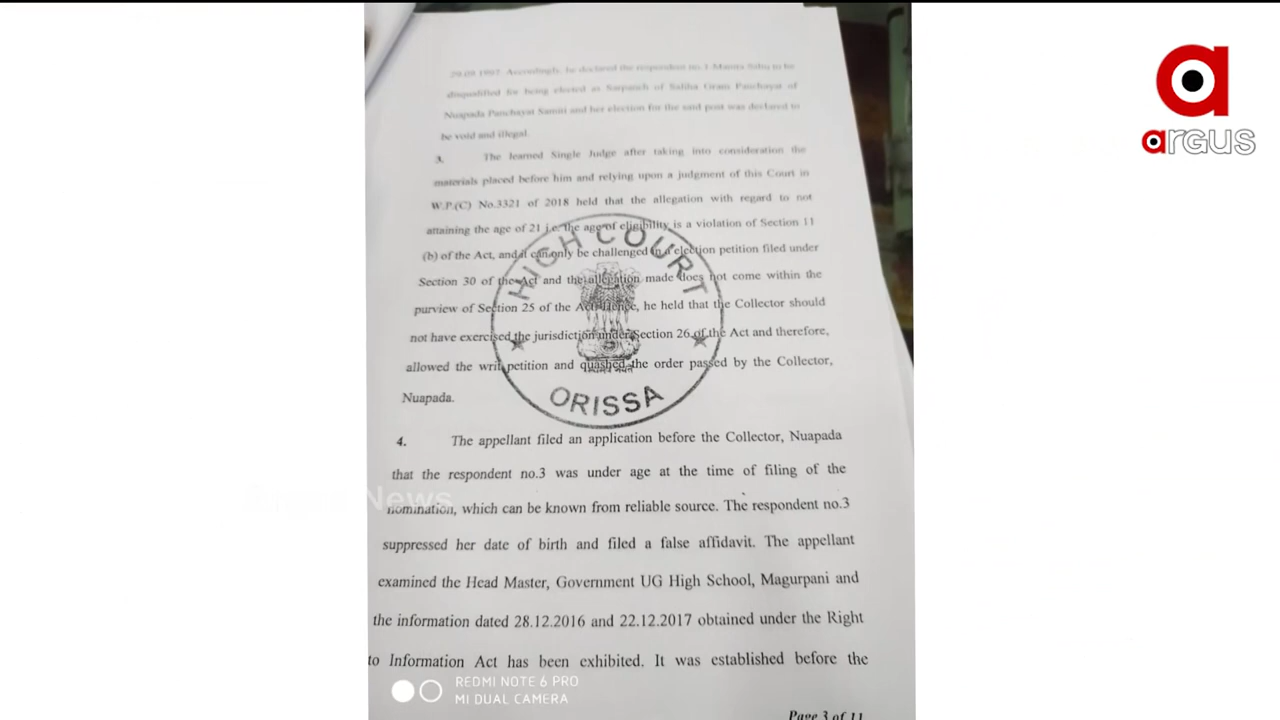 29.09.1997. Accordingly, he declared the respondent no.3-Mamta Sahu to be
disqualified for being elected as Sarpanch of Saliha Gram Panchayat of
Nuapada Panchayat Samiti and her election for the said post was declared to
be void and illegal.
3. The learned Single Judge after taking into consideration the
materials placed before him and relying upon a judgment of this Court in
W.P.(C) No.3321 of 2018 held that the allegation with regard to not
attaining the age of 21 i.e. the age of eligibility is a violation of Section 11
(b) of the Act, and it can only be challenged in a election petition filed under
Section 30 of the Act and the allegation made does not come within the
purview of Section 25 of the Act. Hence, he held that the Collector should
not have exercised the jurisdiction under Section 26 of the Act and therefore,
allowed the writ petition and quashed the order passed by the Collector,
Nuapada.
HIGH COURT
ORISSA
4. The appellant filed an application before the Collector, Nuapada
that the respondent no.3 was under age at the time of filing of the
nomination, which can be known from reliable source. The respondent no.3
suppressed her date of birth and filed a false affidavit. The appellant
examined the Head Master, Government UG High School, Magurpani and
the information dated 28.12.2016 and 22.12.2017 obtained under the Right
to Information Act has been exhibited. It was established before the
Page 3 of 11
REDMI NOTE 6 PRO
MI DUAL CAMERA
News
a
argus